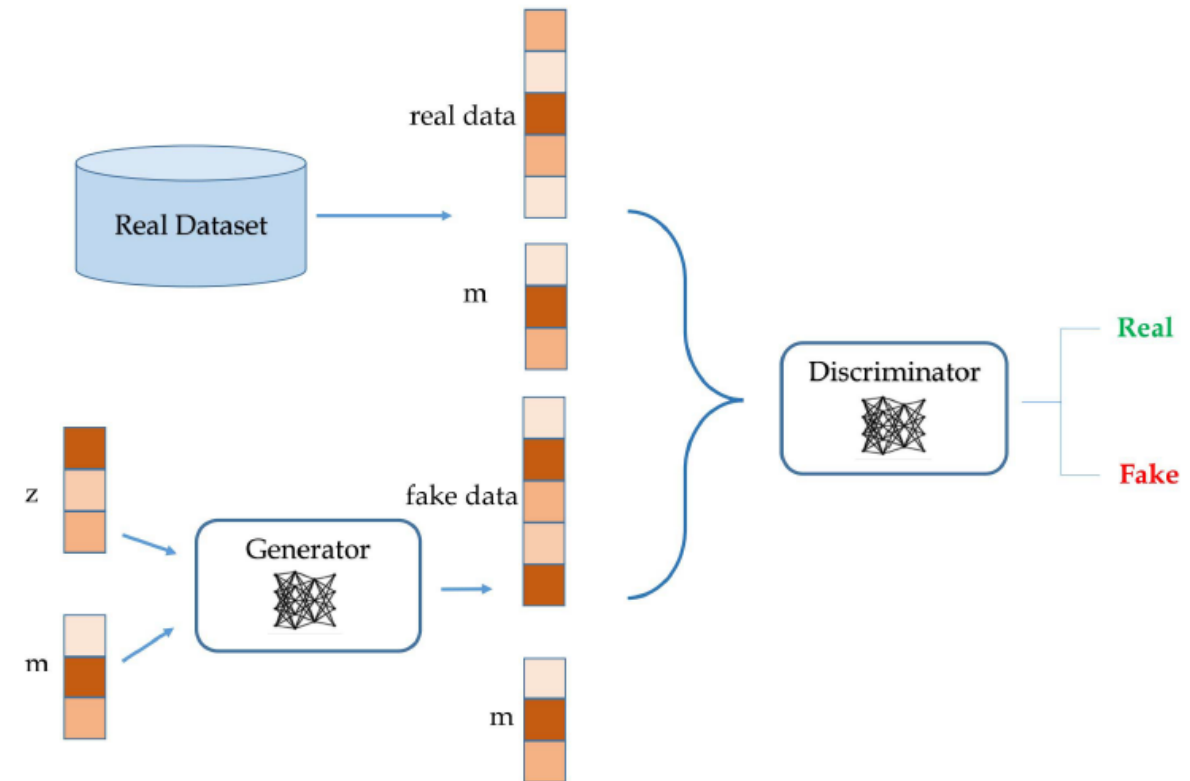 real data
Real Dataset
m
Real
Discriminator
Fake
z
fake data
Generator
m
m